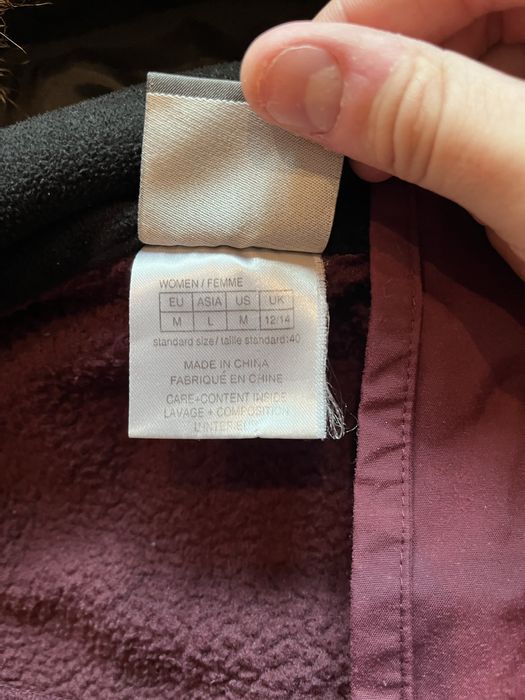 WOMEN / FEMME
EU ASIA US UK
M L M 12/14
standard size/ taille standard:40
MADE IN CHINA
FABRIQUÉ EN CHINE
CARE+CONTENT INSIDE
LAVAGE + COMPOSITION
L'INTERIEUR